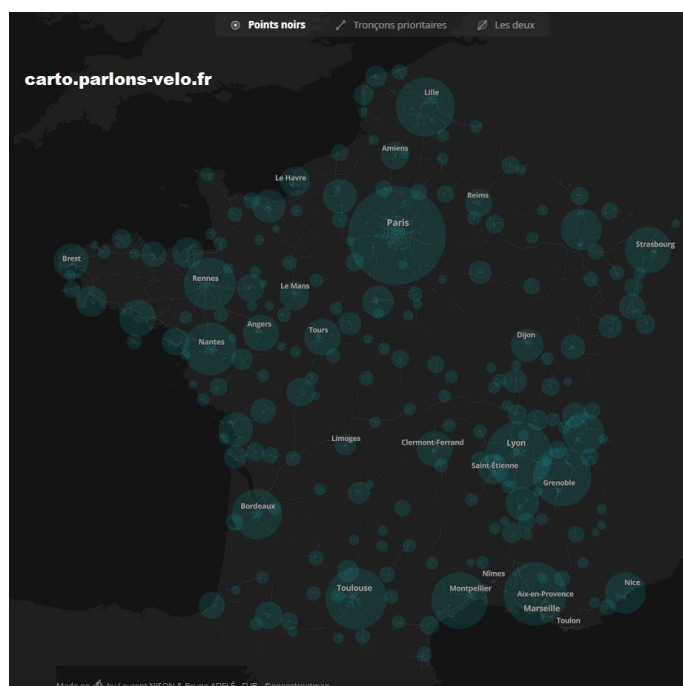 Points noirs
Tronçons prioritaires
Les deux
carto.parlons-velo.fr
Lille
Amiens
Le Havre
Reims
Paris
Strasbourg
Brest
Rennes
Le Mans
Angers
Tours
Dijon
Nantes
Limoges
Clermont-Ferrand
Lyon
Saint-Étienne
Grenoble
Bordeaux
Nîmes
Nice
Toulouse
Montpellier
Aix-en-Provence
Marseille
Toulon